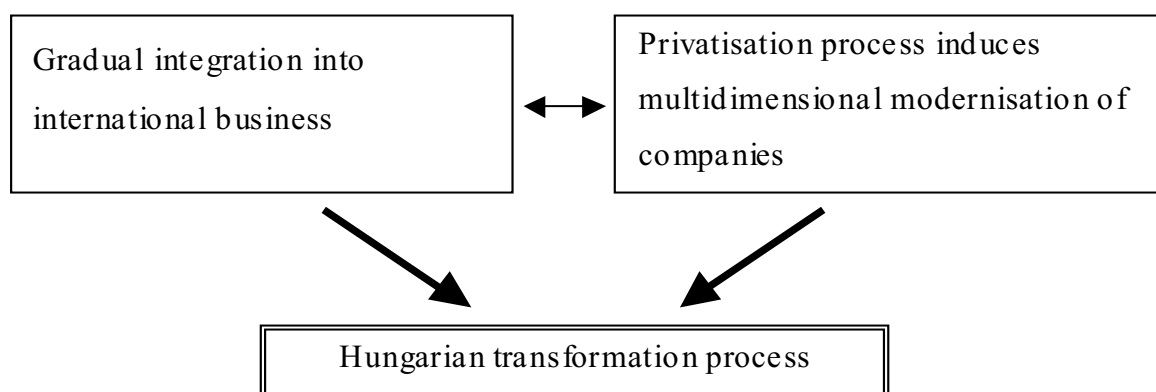 Gradual integration into
international business
Privatisation process induces
multidimensional modernisation of
companies
Hungarian transformation process